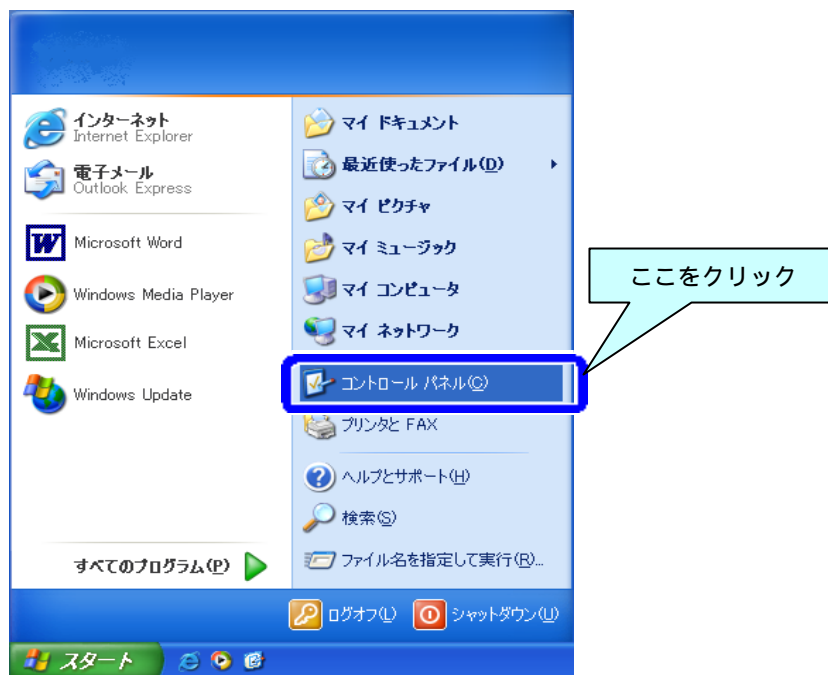 インターネット
Internet Explorer
電子メール
Outlook Express
Microsoft Word
Windows Media Player
Microsoft Excel
Windows Update
すべてのプログラム(P)
マイ ドキュメント
最近使ったファイル(D)
マイ ピクチャ
マイ ミュージック
マイ コンピュータ
マイ ネットワーク
コントロール パネル(C)
プリンタと FAX
ヘルプとサポート(H)
検索(S)
ファイル名を指定して実行(R)...
ここをクリック
ログオフ(L)
シャットダウン(U)
スタート